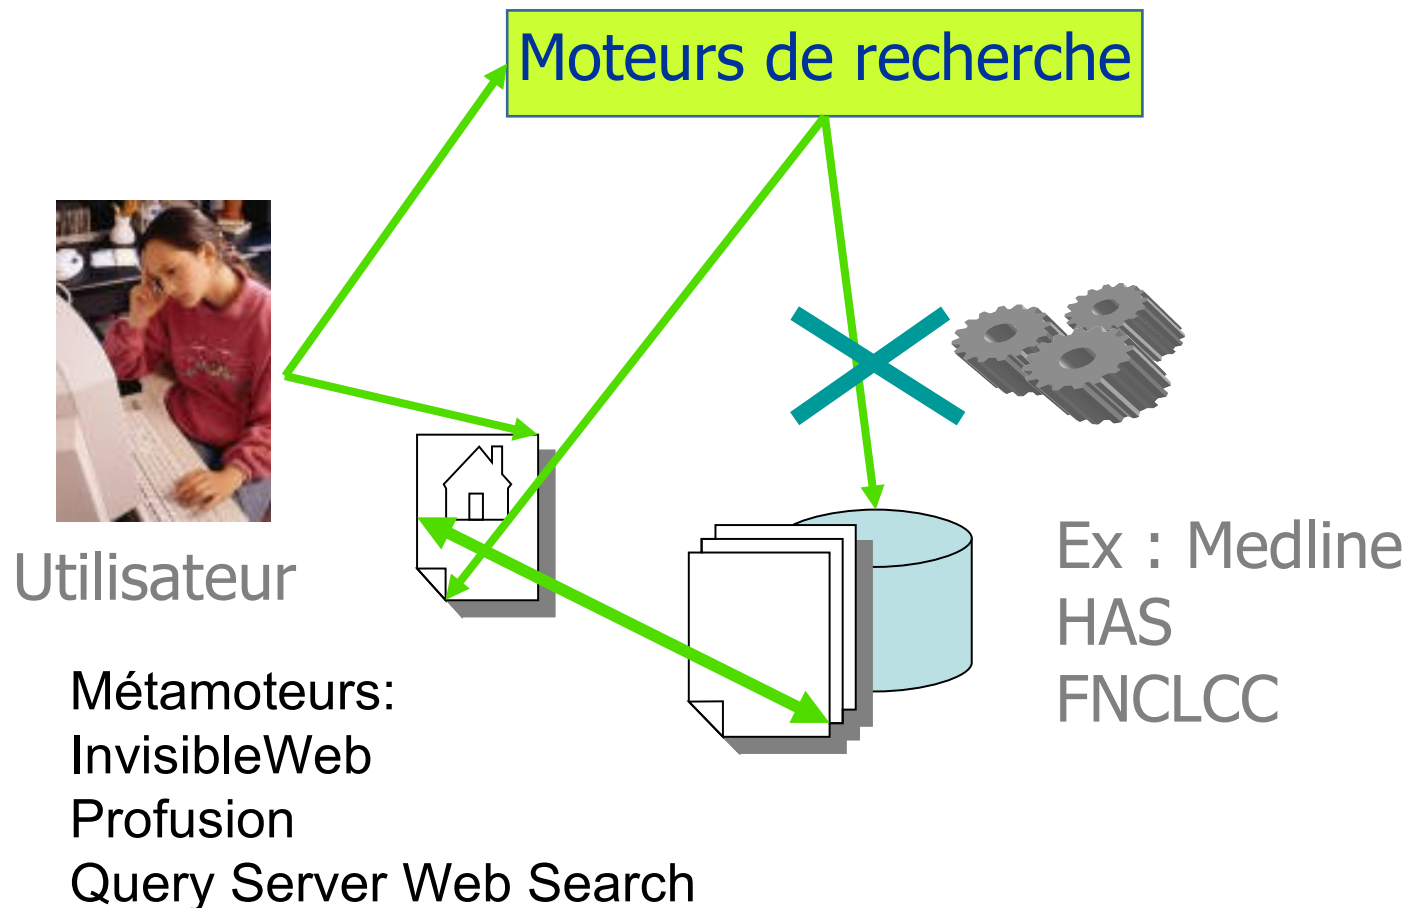 Moteurs de recherche
Utilisateur
Ex : Medline
HAS
FNCLCC
Métamoteurs:
InvisibleWeb
Profusion
Query Server Web Search